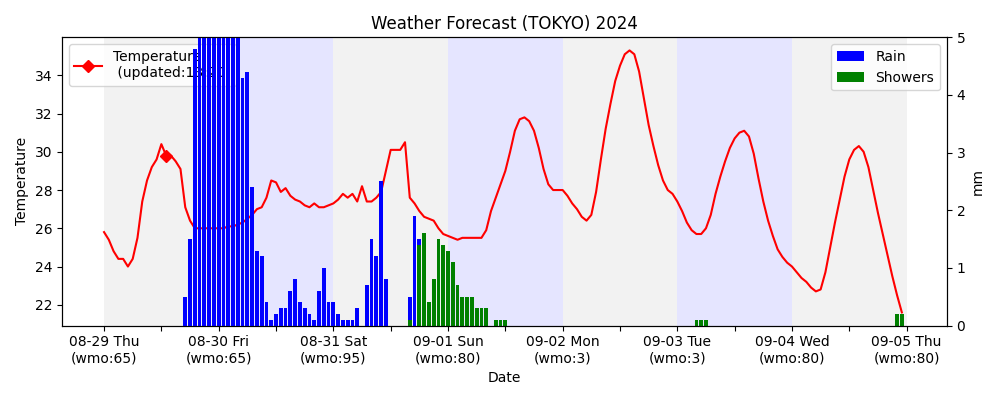 Weather Forecast (TOKYO) 2024
Temperature
(updated:
Rain
Showers
Temperature
34
32
30
28
26
24
22
5
4
3
2
1
0
mm
08-29 Thu 08-30 Fri 08-31 Sat 09-01 Sun 09-02 Mon 09-03 Tue 09-04 Wed 09-05 Thu
(wmo:65) (wmo:65) (wmo:95) (wmo:80) (wmo:3) (wmo:3) (wmo:80) (wmo:80)
Date